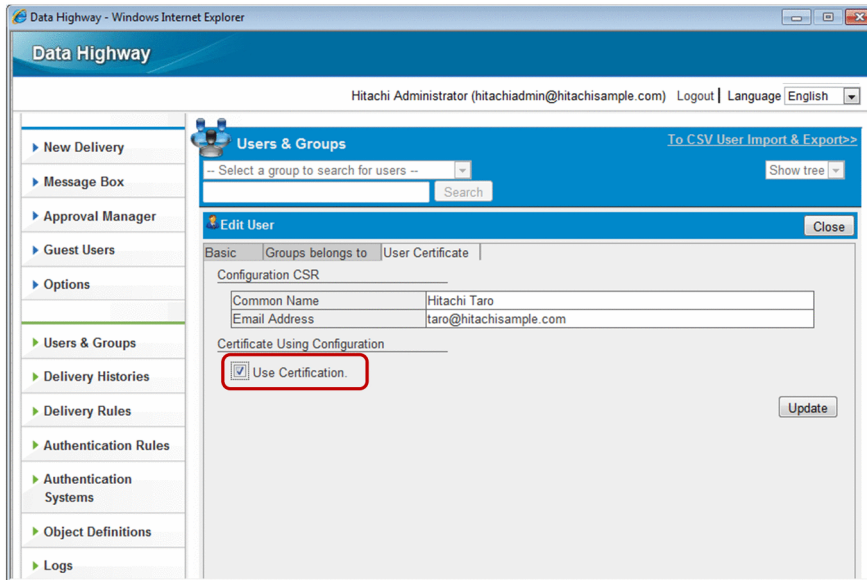 Data Highway - Windows Internet Explorer
Data Highway
Hitachi Administrator (hitachiadmin@hitachisample.com) Logout Language English
New Delivery
Message Box
Approval Manager
Guest Users
Options
Users & Groups
Delivery Histories
Delivery Rules
Authentication Rules
Authentication
Systems
Object Definitions
Logs
Users & Groups
To CSV User Import & Export>>
-- Select a group to search for users --
Show tree
Search
Edit User
Close
Basic Groups belongs to User Certificate
Configuration CSR
Common Name Hitachi Taro
Email Address taro@hitachisample.com
Certificate Using Configuration
Use Certification.
Update